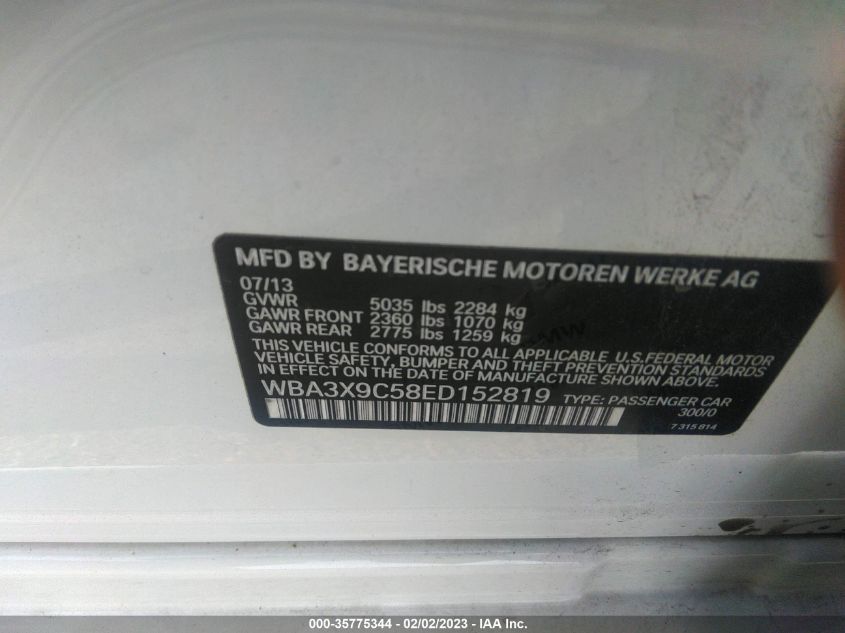 MFD BY BAYERISCHE MOTOREN WERKE AG
07/13
GVWR 5035 lbs 2284 kg
GAWR FRONT 2360 lbs 1070 kg
GAWR REAR 2775 lbs 1259 kg
THIS VEHICLE CONFORMS TO ALL APPLICABLE U.S.FEDERAL MOTOR
VEHICLE SAFETY, BUMPER AND THEFT PREVENTION STANDARDS
IN EFFECT ON THE DATE OF MANUFACTURE SHOWN ABOVE.
WBA3X9C58ED152819 TYPE: PASSENGER CAR
300/0
7 315 814
000-35775344 - 02/02/2023 - IAA Inc.